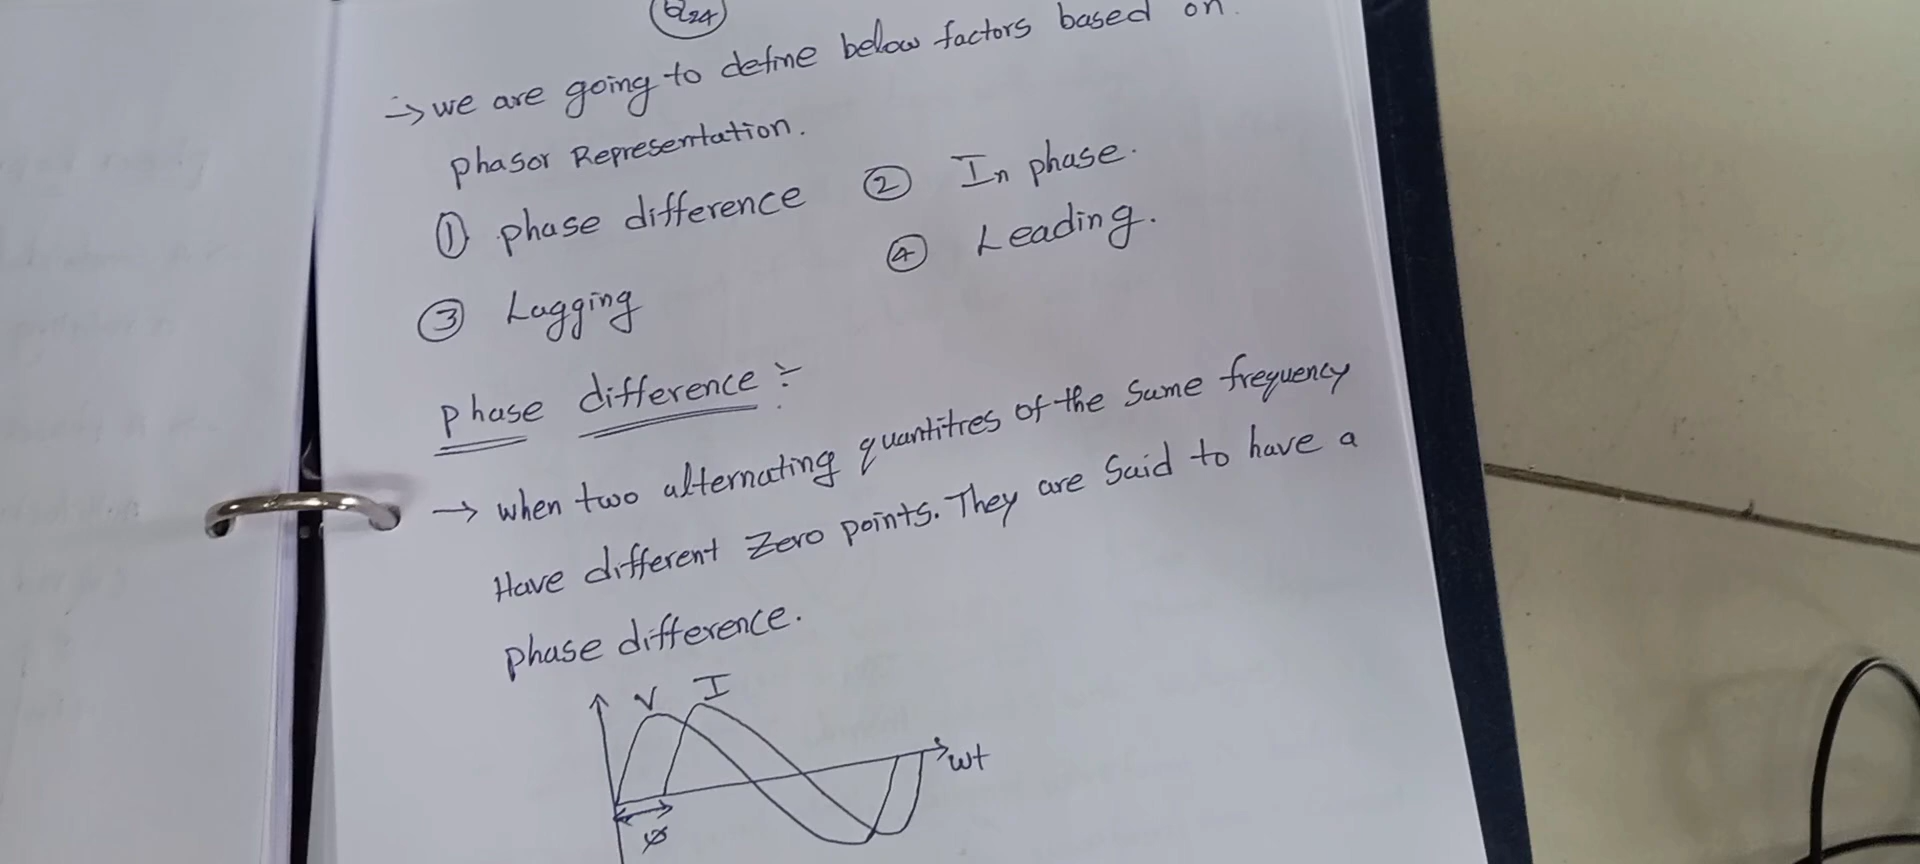 Q24
→ we are going to define below factors based on
phasor Representation.
① phase difference ② In phase.
③ Lagging ④ Leading.
phase difference :-
→ when two alternating quantitres of the same frequency
Have different zero points. They are said to have a
phase difference.
V I
wt
φ